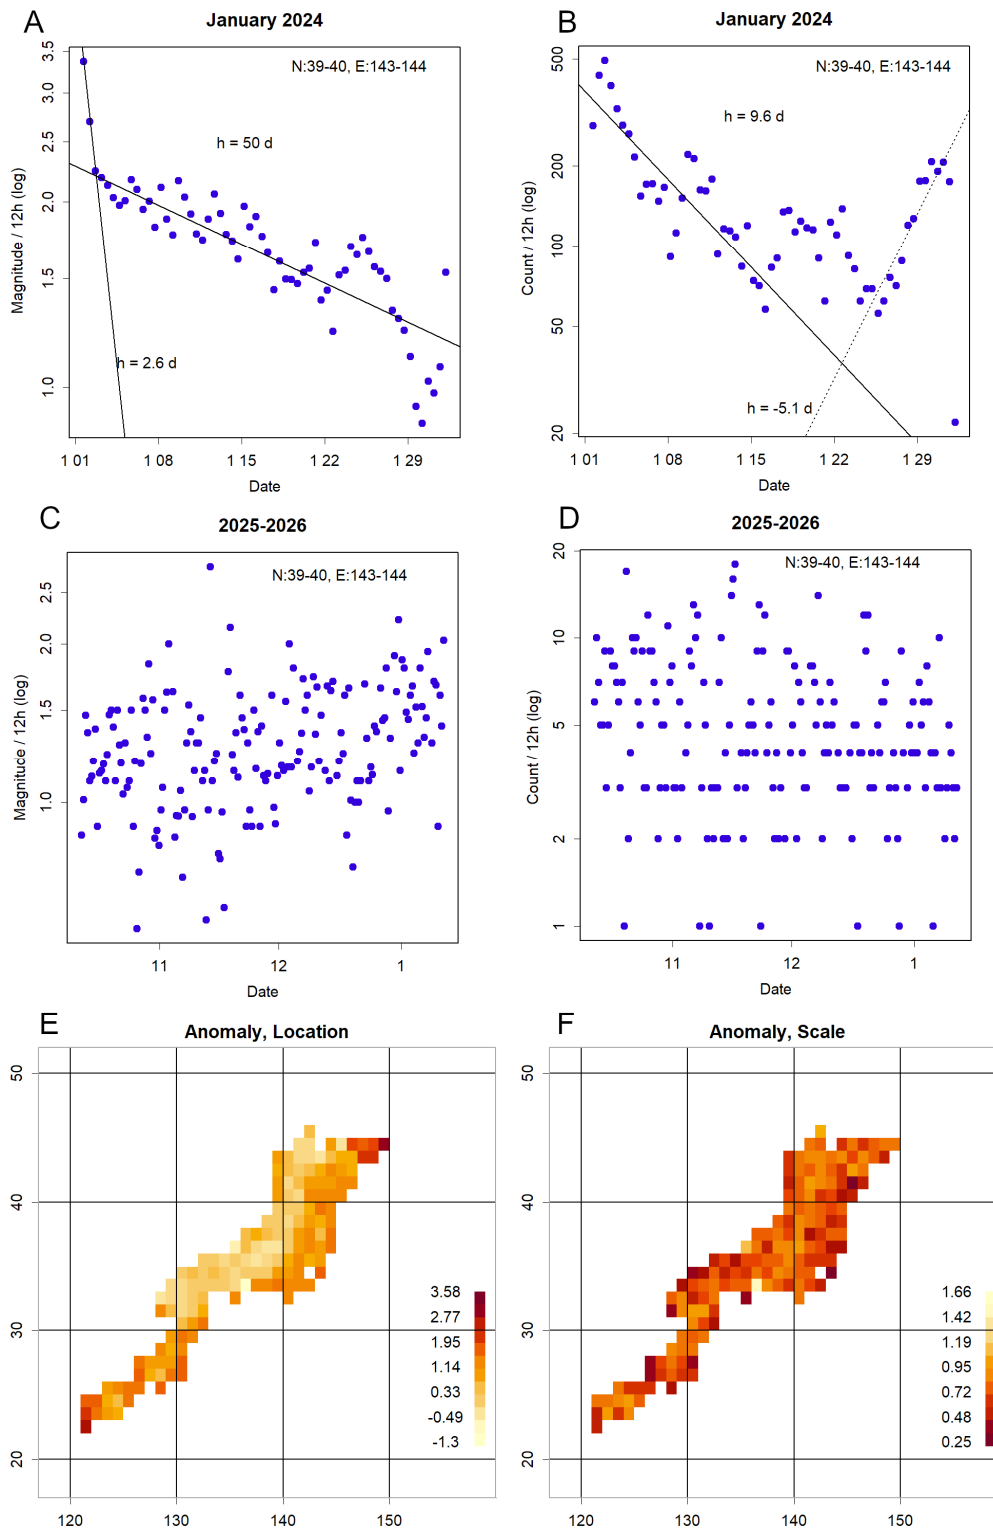 A
January 2024
N:39-40, E:143-144
h = 50 d
h = 2.6 d
Magnitude / 12h (log)
3.5
3.0
2.5
2.0
1.5
1.0
1 01
1 08
1 15
1 22
1 29
Date
B
January 2024
N:39-40, E:143-144
h = 9.6 d
h = -5.1 d
Count / 12h (log)
500
200
100
50
20
1 01
1 08
1 15
1 22
1 29
Date
C
2025-2026
N:39-40, E:143-144
Magnituce / 12h (log)
2.5
2.0
1.5
1.0
11
12
1
Date
D
2025-2026
N:39-40, E:143-144
Count / 12h (log)
20
10
5
2
1
11
12
1
Date
E
Anomaly, Location
50
40
30
20
3.58
2.77
1.95
1.14
0.33
-0.49
-1.3
120
130
140
150
F
Anomaly, Scale
50
40
30
20
1.66
1.42
1.19
0.95
0.72
0.48
0.25
120
130
140
150